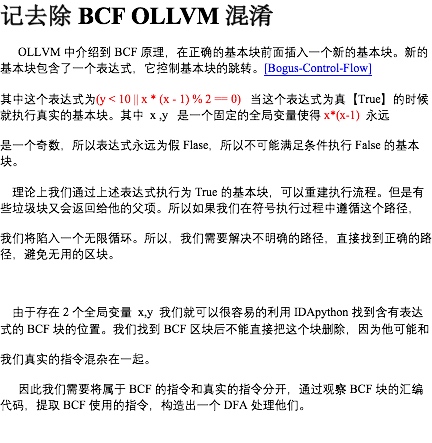 记去除 BCF OLLVM 混淆
OLLVM 中介绍到 BCF 原理，在正确的基本块前面插入一个新的基本块。新的
基本块包含了一个表达式，它控制基本块的跳转。[Bogus-Control-Flow]
其中这个表达式为(y < 10 || x * (x - 1) % 2 == 0) 当这个表达式为真【True】的时候
就执行真实的基本块。其中 x ,y 是一个固定的全局变量使得 x*(x-1) 永远
是一个奇数，所以表达式永远为假 Flase，所以不可能满足条件执行 False 的基本
块。
理论上我们通过上述表达式执行为 True 的基本块，可以重建执行流程。但是有
些垃圾块又会返回给他的父项。所以如果我们在符号执行过程中遵循这个路径，
我们将陷入一个无限循环。所以，我们需要解决不明确的路径，直接找到正确的路
径，避免无用的区块。
由于存在 2 个全局变量 x,y 我们就可以很容易的利用 IDApython 找到含有表达
式的 BCF 块的位置。我们找到 BCF 区块后不能直接把这个块删除，因为他可能和
我们真实的指令混杂在一起。
因此我们需要将属于 BCF 的指令和真实的指令分开，通过观察 BCF 块的汇编
代码，提取 BCF 使用的指令，构造出一个 DFA 处理他们。